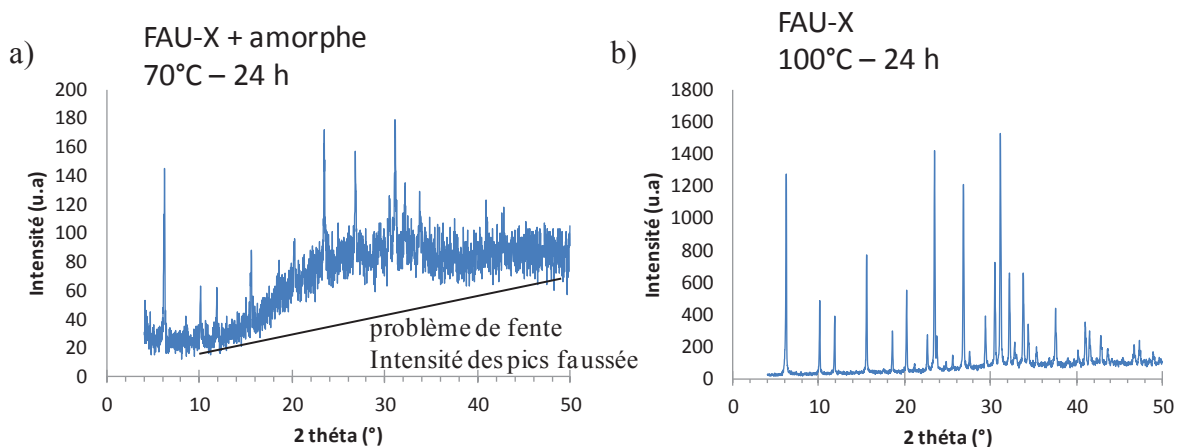 a)
FAU-X + amorphe
70°C – 24 h
200
180
160
140
120
100
80
60
40
20
0
Intensité (u.a)
0 10 20 30 40 50
2 théta (°)
problème de fente
Intensité des pics faussée
b)
FAU-X
100°C – 24 h
1800
1600
1400
1200
1000
800
600
400
200
0
Intensité (u.a)
0 10 20 30 40 50
2 théta (°)